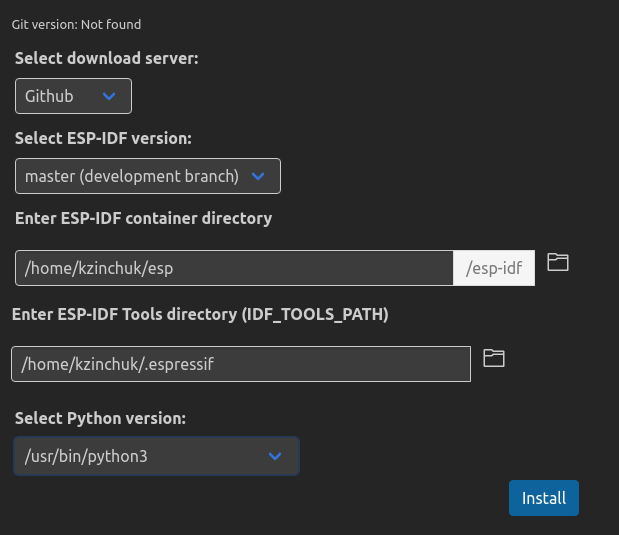 Git version: Not found
Select download server:
Github
Select ESP-IDF version:
master (development branch)
Enter ESP-IDF container directory
/home/kzinchuk/esp /esp-idf
Enter ESP-IDF Tools directory (IDF_TOOLS_PATH)
/home/kzinchuk/.espressif
Select Python version:
/usr/bin/python3
Install